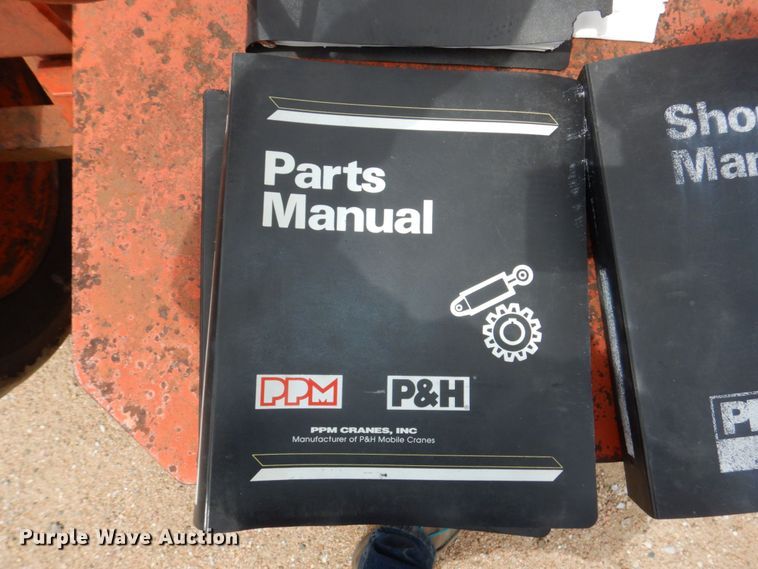 Parts
Manual
PPM
P&H
PPM CRANES, INC
Manufacturer of P&H Mobile Cranes
Purple Wave Auction